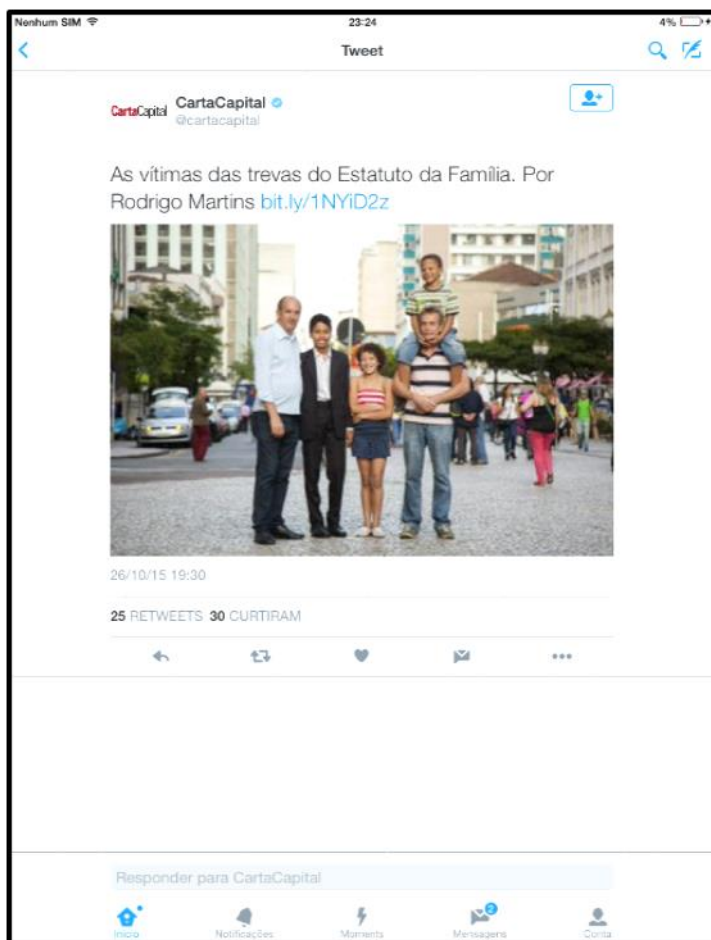 Nenhum SIM 23:24 4%
Tweet
CartaCapital CartaCapital
@cartacapital
As vítimas das trevas do Estatuto da Família. Por
Rodrigo Martins bit.ly/1NYiD2z
26/10/15 19:30
25 RETWEETS 30 CURTIRAM
Responder para CartaCapital
2
Início Notificações Moments Mensagens Conta